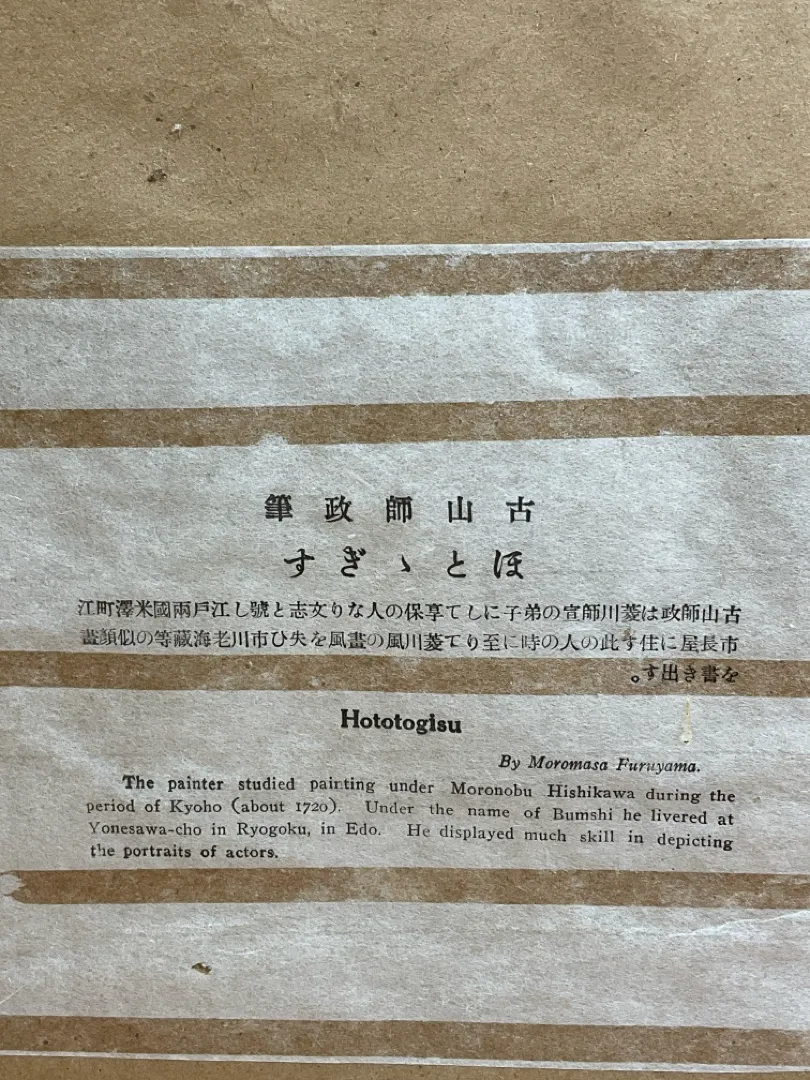 古山師政筆
ほとゝぎす
古山師政は菱川師宣の弟子にして享保の人なり文志と號し江戸兩國米澤町江
市長屋に住す此の人の時に至りて菱川風の畫風を失ひ市川老海藏等の似顔畫
を書き出す。
Hototogisu
By Moromasa Furuyama.
The painter studied painting under Moronobu Hishikawa during the
period of Kyoho (about 1720). Under the name of Bumshi he livered at
Yonesawa-cho in Ryogoku, in Edo. He displayed much skill in depicting
the portraits of actors.